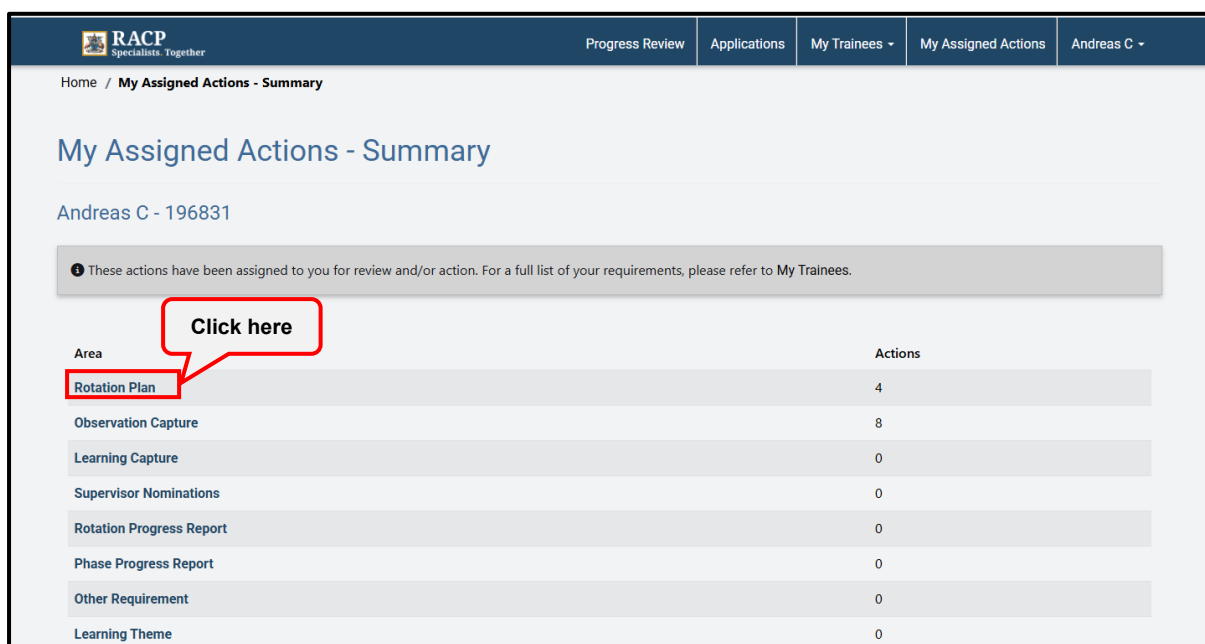 RACP
Specialists. Together
Progress Review
Applications
My Trainees
My Assigned Actions
Andreas C
Home / My Assigned Actions - Summary
My Assigned Actions - Summary
Andreas C - 196831
These actions have been assigned to you for review and/or action. For a full list of your requirements, please refer to My Trainees.
Click here
Area Actions
Rotation Plan 4
Observation Capture 8
Learning Capture 0
Supervisor Nominations 0
Rotation Progress Report 0
Phase Progress Report 0
Other Requirement 0
Learning Theme 0